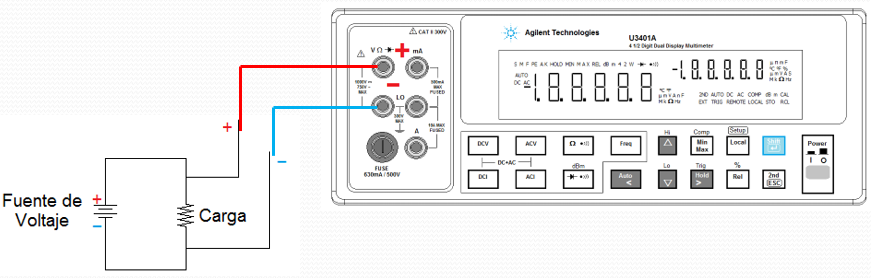 CAT II 300V
V Ω
+
mA
1000V ⎓
750V ~
MAX
500mA
MAX
FUSED
−
LO
300V
MAX
10A MAX
FUSED
A
FUSE
630mA / 500V
+
−
Fuente de
Voltaje
+
−
Carga
Agilent Technologies
U3401A
4 1/2 Digit Dual Display Multimeter
S M F PE AK HOLD MIN MAX REL dB m 4 2 W
AUTO
DC AC
-1.8.8.8.8.8
1.8.8.8.8.8
2ND AUTO DC AC COMP dB m CAL
EXT TRIG REMOTE LOCAL STO RCL
DCV
ACV
Ω
Freq
Hi
Comp
Min
Max
Setup
Local
Shift
Power
I O
DC+AC
DCI
ACI
dBm
Auto
<
Lo
Trig
Hold
>
%
Rel
2nd
ESC